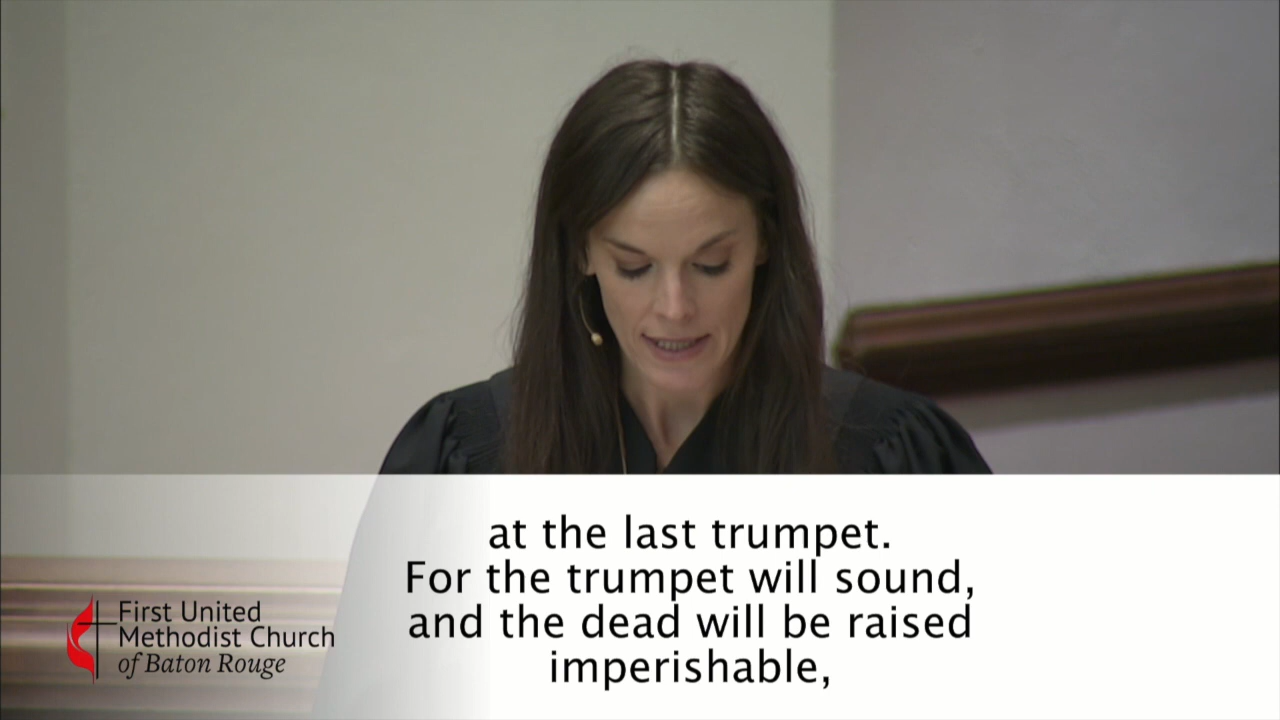 at the last trumpet.
For the trumpet will sound,
and the dead will be raised
imperishable,
First United
Methodist Church
of Baton Rouge